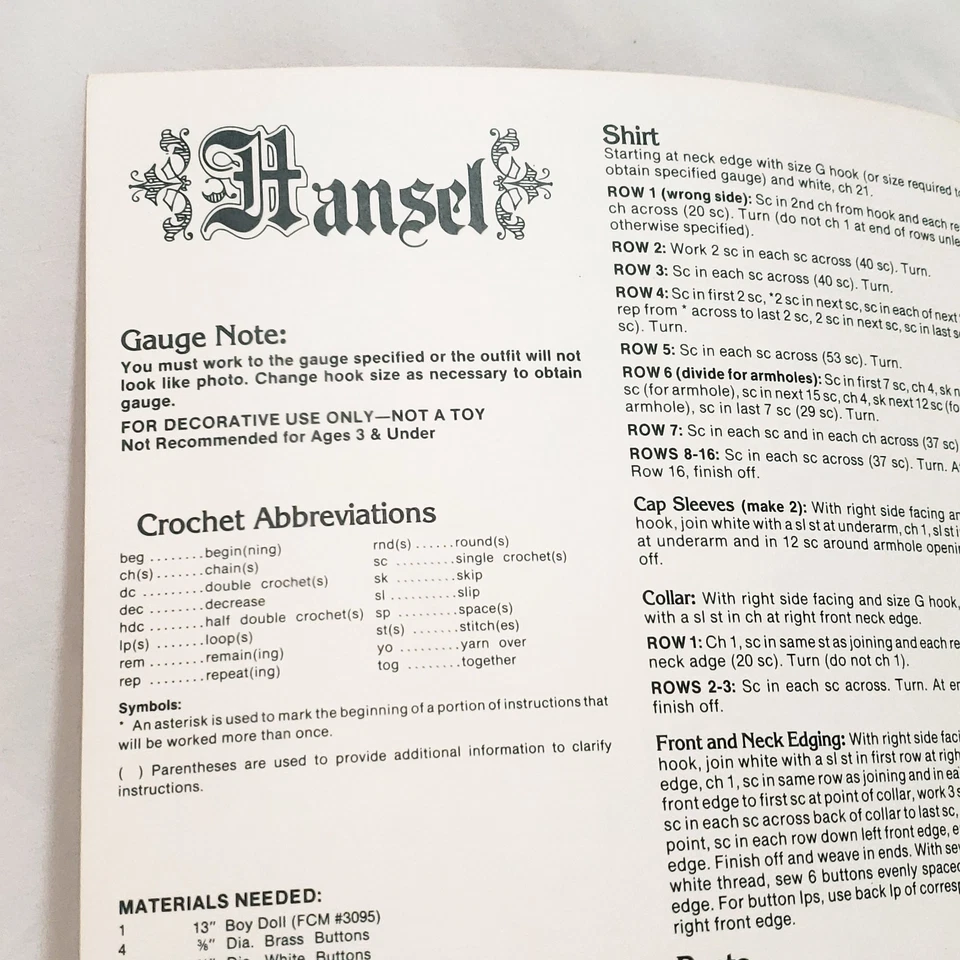 Hansel
Gauge Note:
You must work to the gauge specified or the outfit will not
look like photo. Change hook size as necessary to obtain
gauge.
FOR DECORATIVE USE ONLY—NOT A TOY
Not Recommended for Ages 3 & Under
Crochet Abbreviations
beg ........begin(ning)
ch(s).......chain(s)
dc .........double crochet(s)
dec ........decrease
hdc ........half double crochet(s)
lp(s) .......loop(s)
rem ........remain(ing)
rep ........repeat(ing)
rnd(s) ......round(s)
sc .........single crochet(s)
sk .........skip
sl ..........slip
sp .........space(s)
st(s) .......stitch(es)
yo .........yarn over
tog ........together
Symbols:
* An asterisk is used to mark the beginning of a portion of instructions that
will be worked more than once.
( ) Parentheses are used to provide additional information to clarify
instructions.
MATERIALS NEEDED:
1 13" Boy Doll (FCM #3095)
4 ⅜" Dia. Brass Buttons
Dia. White Buttons
Shirt
Starting at neck edge with size G hook (or size required to
obtain specified gauge) and white, ch 21.
ROW 1 (wrong side): Sc in 2nd ch from hook and each
ch across (20 sc). Turn (do not ch 1 at end of rows
otherwise specified).
ROW 2: Work 2 sc in each sc across (40 sc). Turn.
ROW 3: Sc in each sc across (40 sc). Turn.
ROW 4: Sc in first 2 sc, *2 sc in next sc, sc in each of next
rep from * across to last 2 sc, 2 sc in next sc, sc in last
sc). Turn.
ROW 5: Sc in each sc across (53 sc). Turn.
ROW 6 (divide for armholes): Sc in first 7 sc, ch 4, sk
sc (for armhole), sc in next 15 sc, ch 4, sk next 12 sc
armhole), sc in last 7 sc (29 sc). Turn.
ROW 7: Sc in each sc and in each ch across (37 sc)
ROWS 8-16: Sc in each sc across (37 sc). Turn.
Row 16, finish off.
Cap Sleeves (make 2): With right side facing
hook, join white with a sl st at underarm, ch 1, sl st
at underarm and in 12 sc around armhole
off.
Collar: With right side facing and size G hook,
with a sl st in ch at right front neck edge.
ROW 1: Ch 1, sc in same st as joining and each
neck adge (20 sc). Turn (do not ch 1).
ROWS 2-3: Sc in each sc across. Turn. At
finish off.
Front and Neck Edging: With right side
hook, join white with a sl st in first row at
edge, ch 1, sc in same row as joining and in
front edge to first sc at point of collar, work 3
sc in each sc across back of collar to last sc,
point, sc in each row down left front edge,
edge. Finish off and weave in ends. With
white thread, sew 6 buttons evenly
edge. For button lps, use back lp of
right front edge.